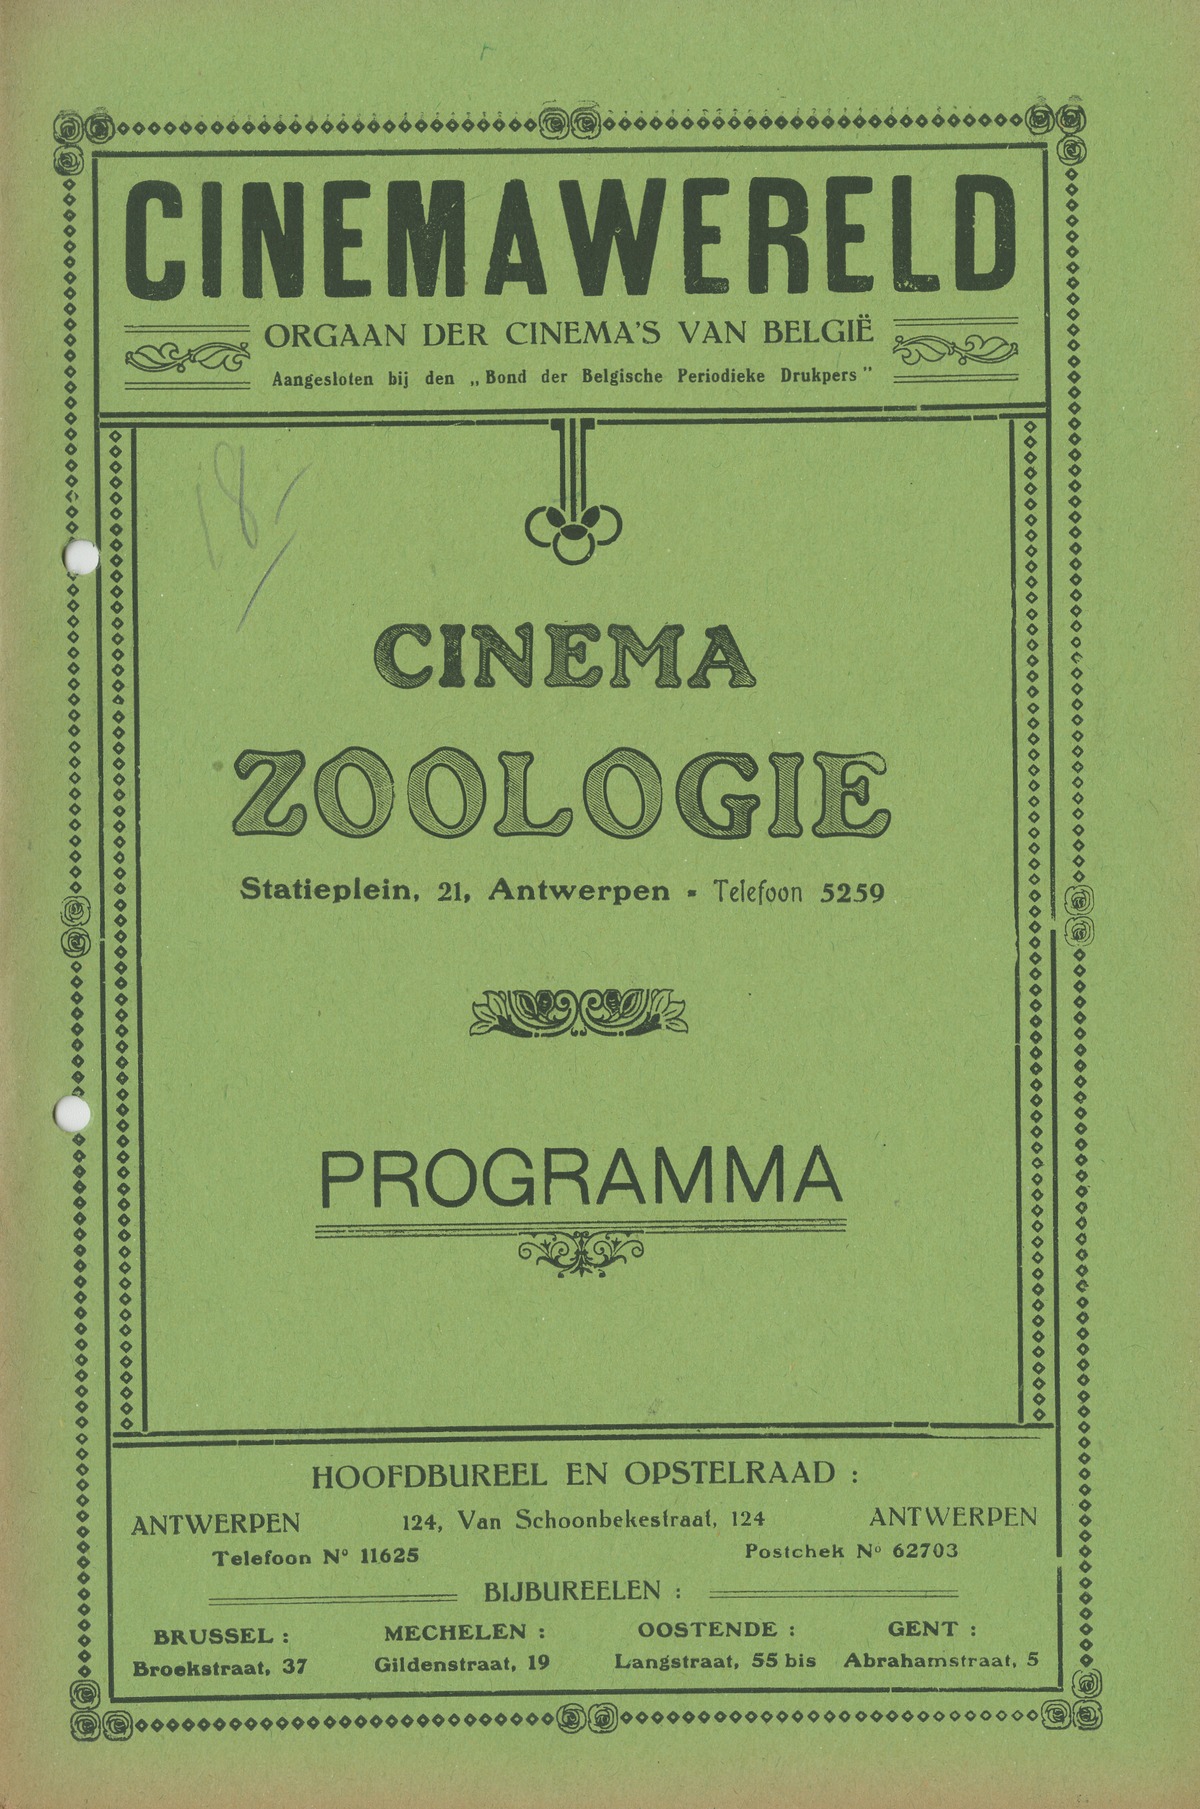 CINEMAWERELD
ORGAAN DER CINEMA'S VAN BELGIË
Aangesloten bij den „Bond der Belgische Periodieke Drukpers"
18-
CINEMA
ZOOLOGIE
Statieplein, 21, Antwerpen - Telefoon 5259
PROGRAMMA
HOOFDBUREEL EN OPSTELRAAD :
ANTWERPEN 124, Van Schoonbekestraat, 124 ANTWERPEN
Telefoon N° 11625 Postchek N° 62703
BIJBUREELEN :
BRUSSEL : MECHELEN : OOSTENDE : GENT :
Broekstraat, 37 Gildenstraat, 19 Langstraat, 55 bis Abrahamstraat, 5